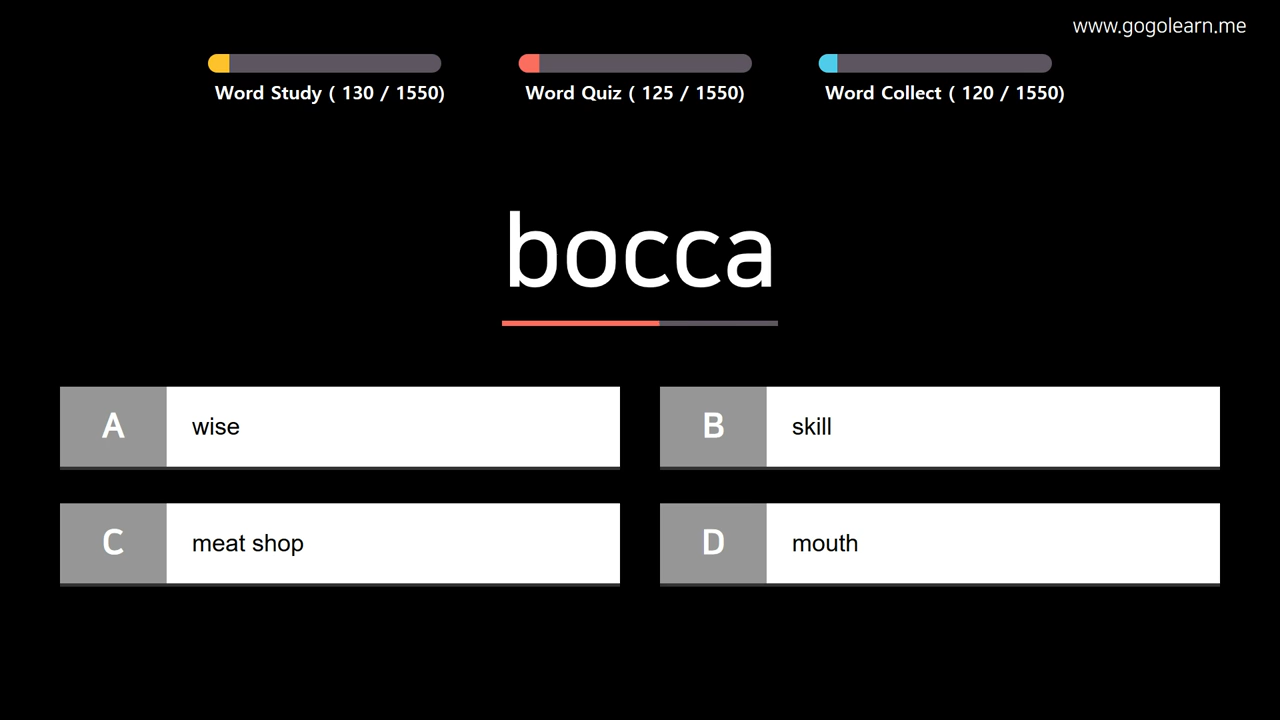 www.gogolearn.me
Word Study ( 130 / 1550)
Word Quiz ( 125 / 1550)
Word Collect ( 120 / 1550)
bocca
A wise
B skill
C meat shop
D mouth